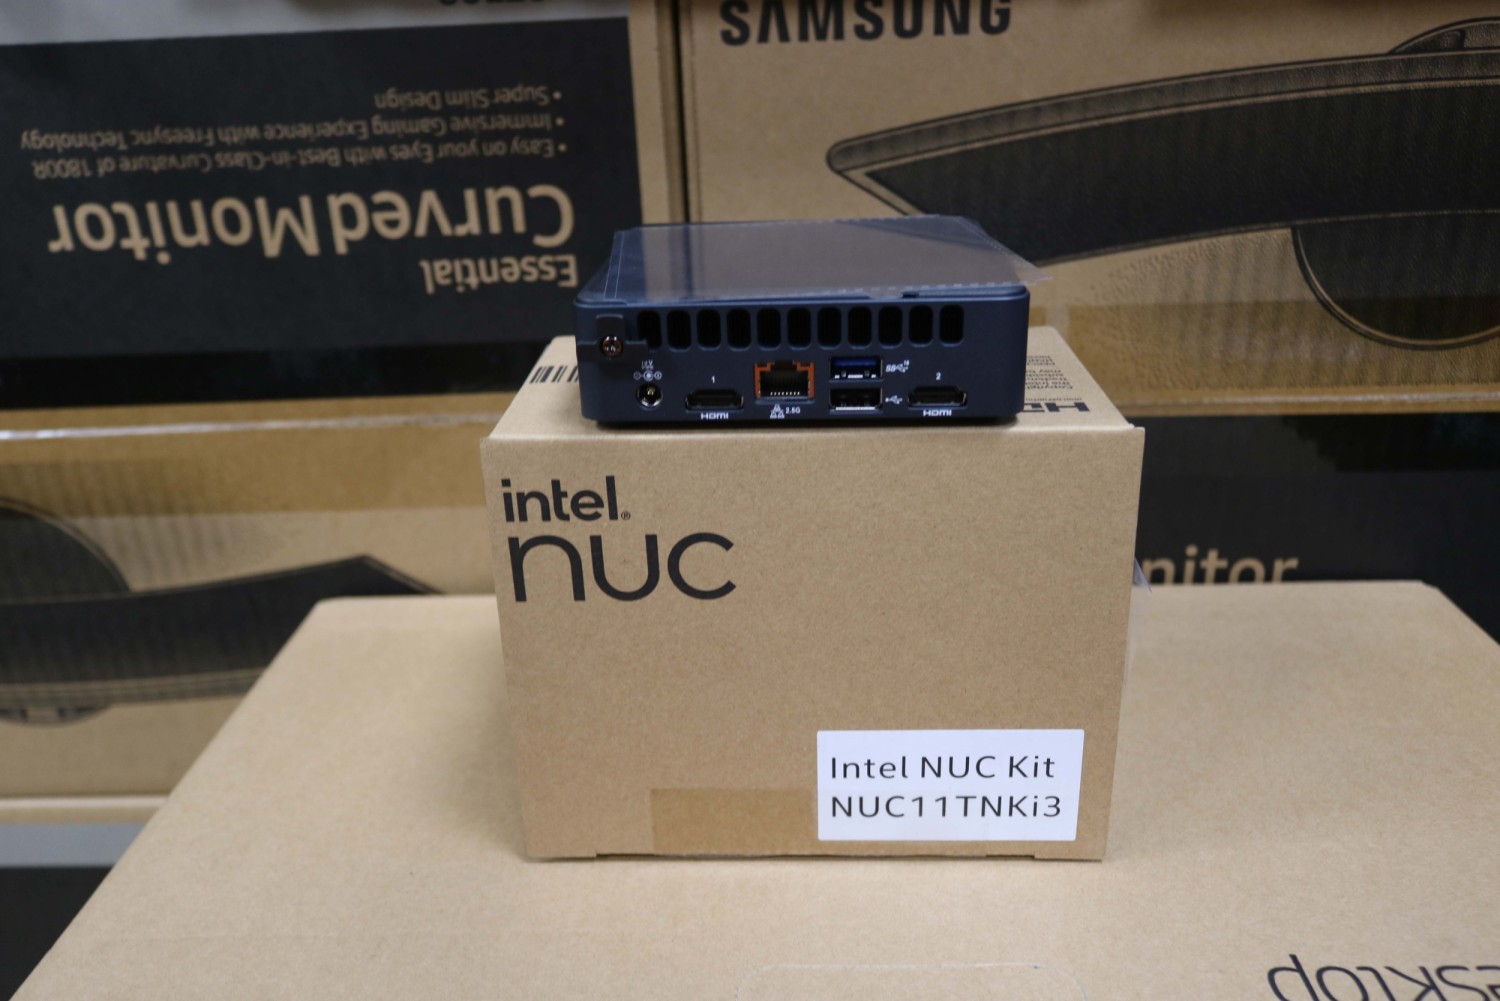 SAMSUNG
Essential
Curved Monitor
• Easy on your Eyes with Best-in-Class Curvature of 1800R
• Immersive Gaming Experience with Freesync Technology
• Super Slim Design
1
HDMI
2.5G
SS 10
2
HDMI
intel®
nuc
nitor
Intel NUC Kit
NUC11TNKi3
esktop